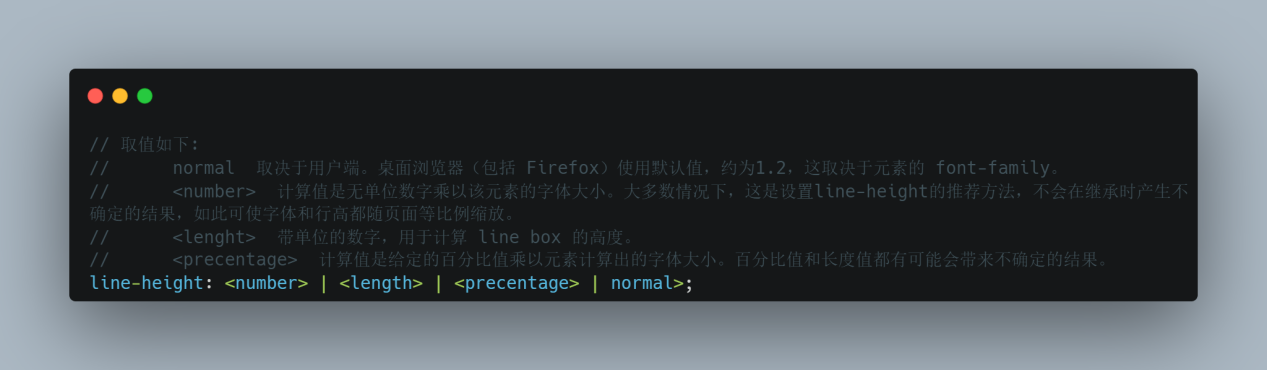 // 取值如下:
//      normal  取决于用户端。桌面浏览器（包括 Firefox）使用默认值，约为1.2，这取决于元素的 font-family。
//      <number>  计算值是无单位数字乘以该元素的字体大小。大多数情况下，这是设置line-height的推荐方法，不会在继承时产生不
确定的结果，如此可使字体和行高都随页面等比例缩放。
//      <lenght>  带单位的数字，用于计算 line box 的高度。
//      <precentage>  计算值是给定的百分比值乘以元素计算出的字体大小。百分比值和长度值都有可能会带来不确定的结果。
line-height: <number> | <length> | <precentage> | normal>;